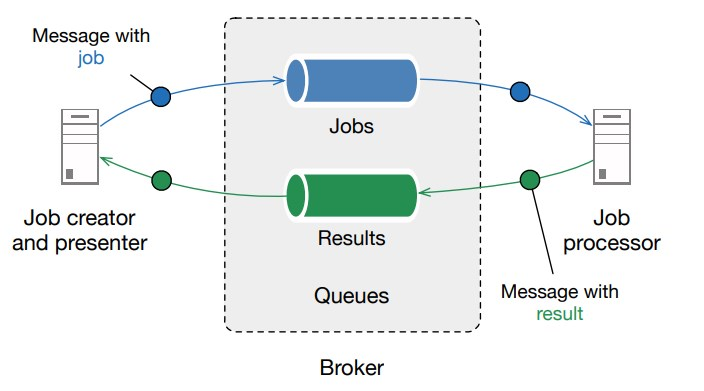 Message with
job
Jobs
Job creator
and presenter
Results
Job
processor
Queues
Message with
result
Broker